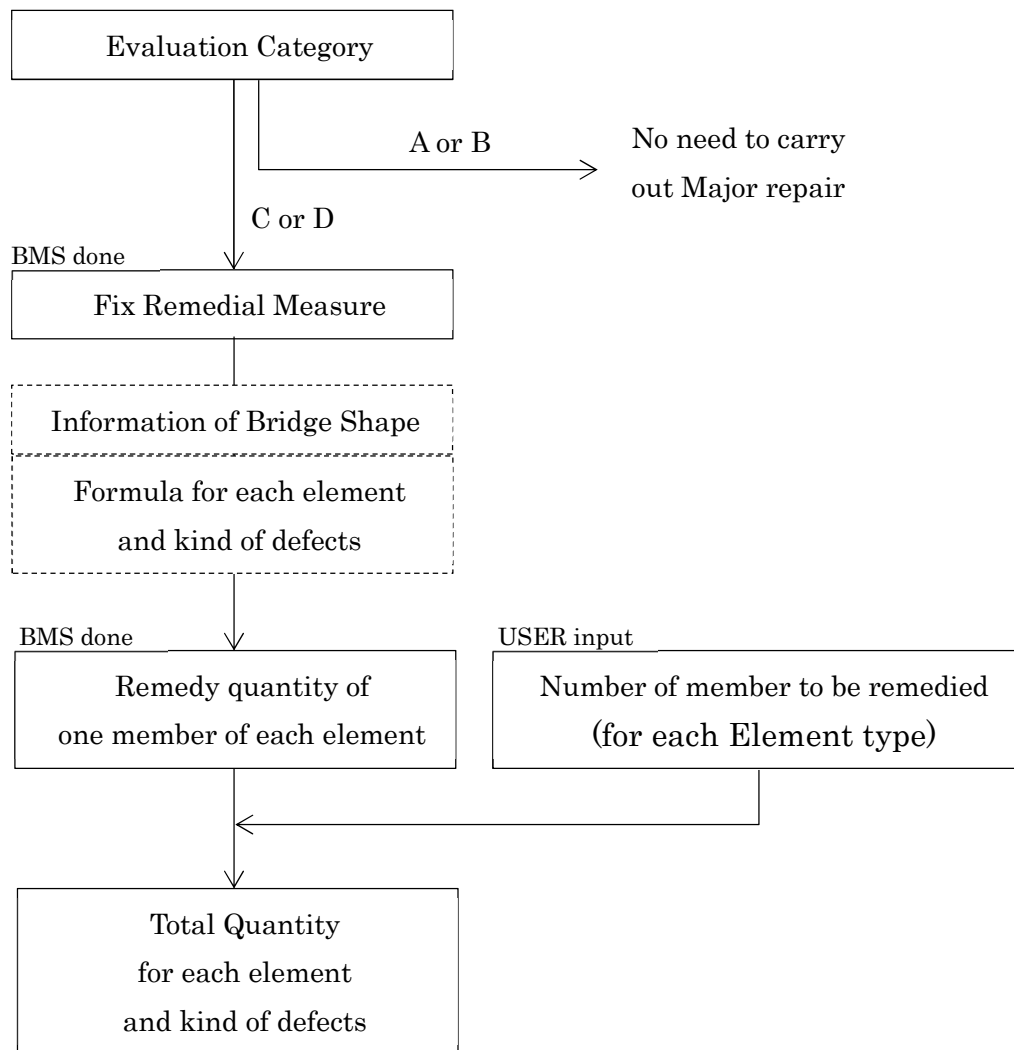 Evaluation Category
A or B
No need to carry
out Major repair
C or D
BMS done
Fix Remedial Measure
Information of Bridge Shape
Formula for each element
and kind of defects
BMS done
Remedy quantity of
one member of each element
USER input
Number of member to be remedied
(for each Element type)
Total Quantity
for each element
and kind of defects